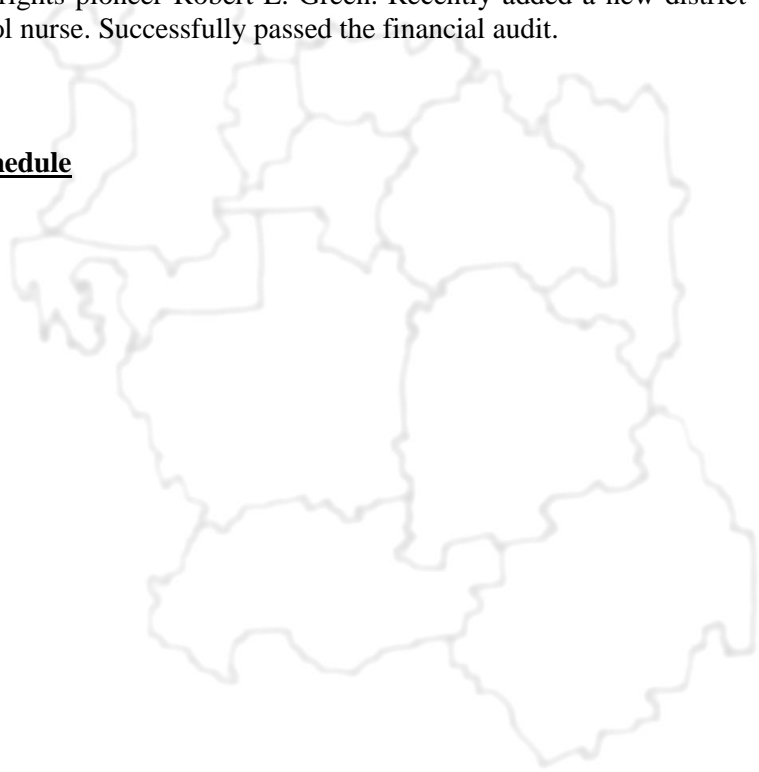 rights pioneer Robert L. Green. Recently added a new district
ol nurse. Successfully passed the financial audit.
hedule